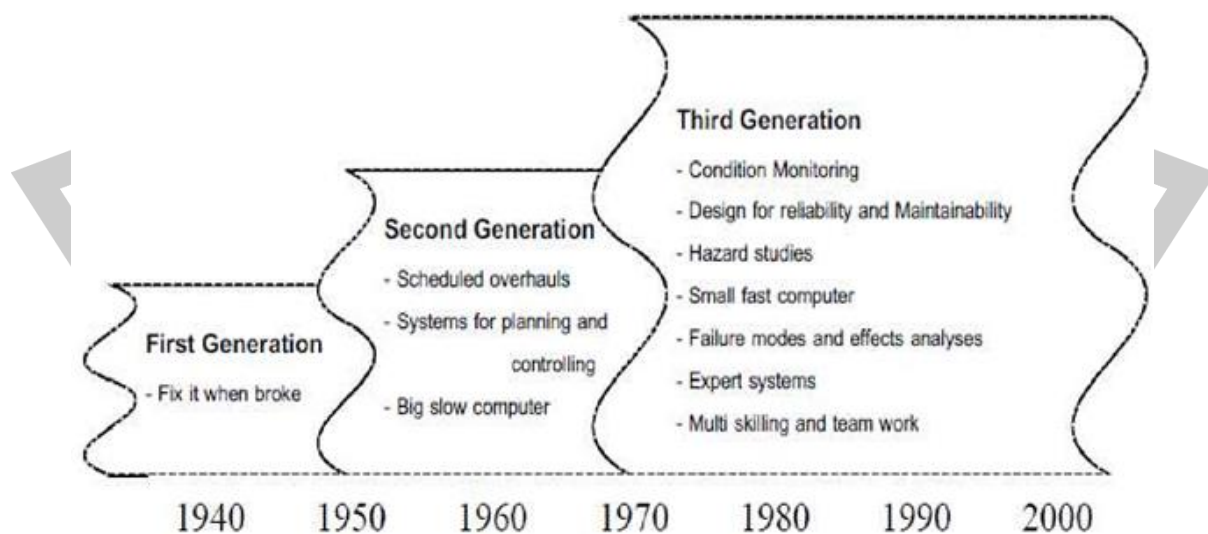 Third Generation
- Condition Monitoring
- Design for reliability and Maintainability
- Hazard studies
- Small fast computer
- Failure modes and effects analyses
- Expert systems
- Multi skilling and team work
Second Generation
- Scheduled overhauls
- Systems for planning and
controlling
- Big slow computer
First Generation
- Fix it when broke
1940 1950 1960 1970 1980 1990 2000